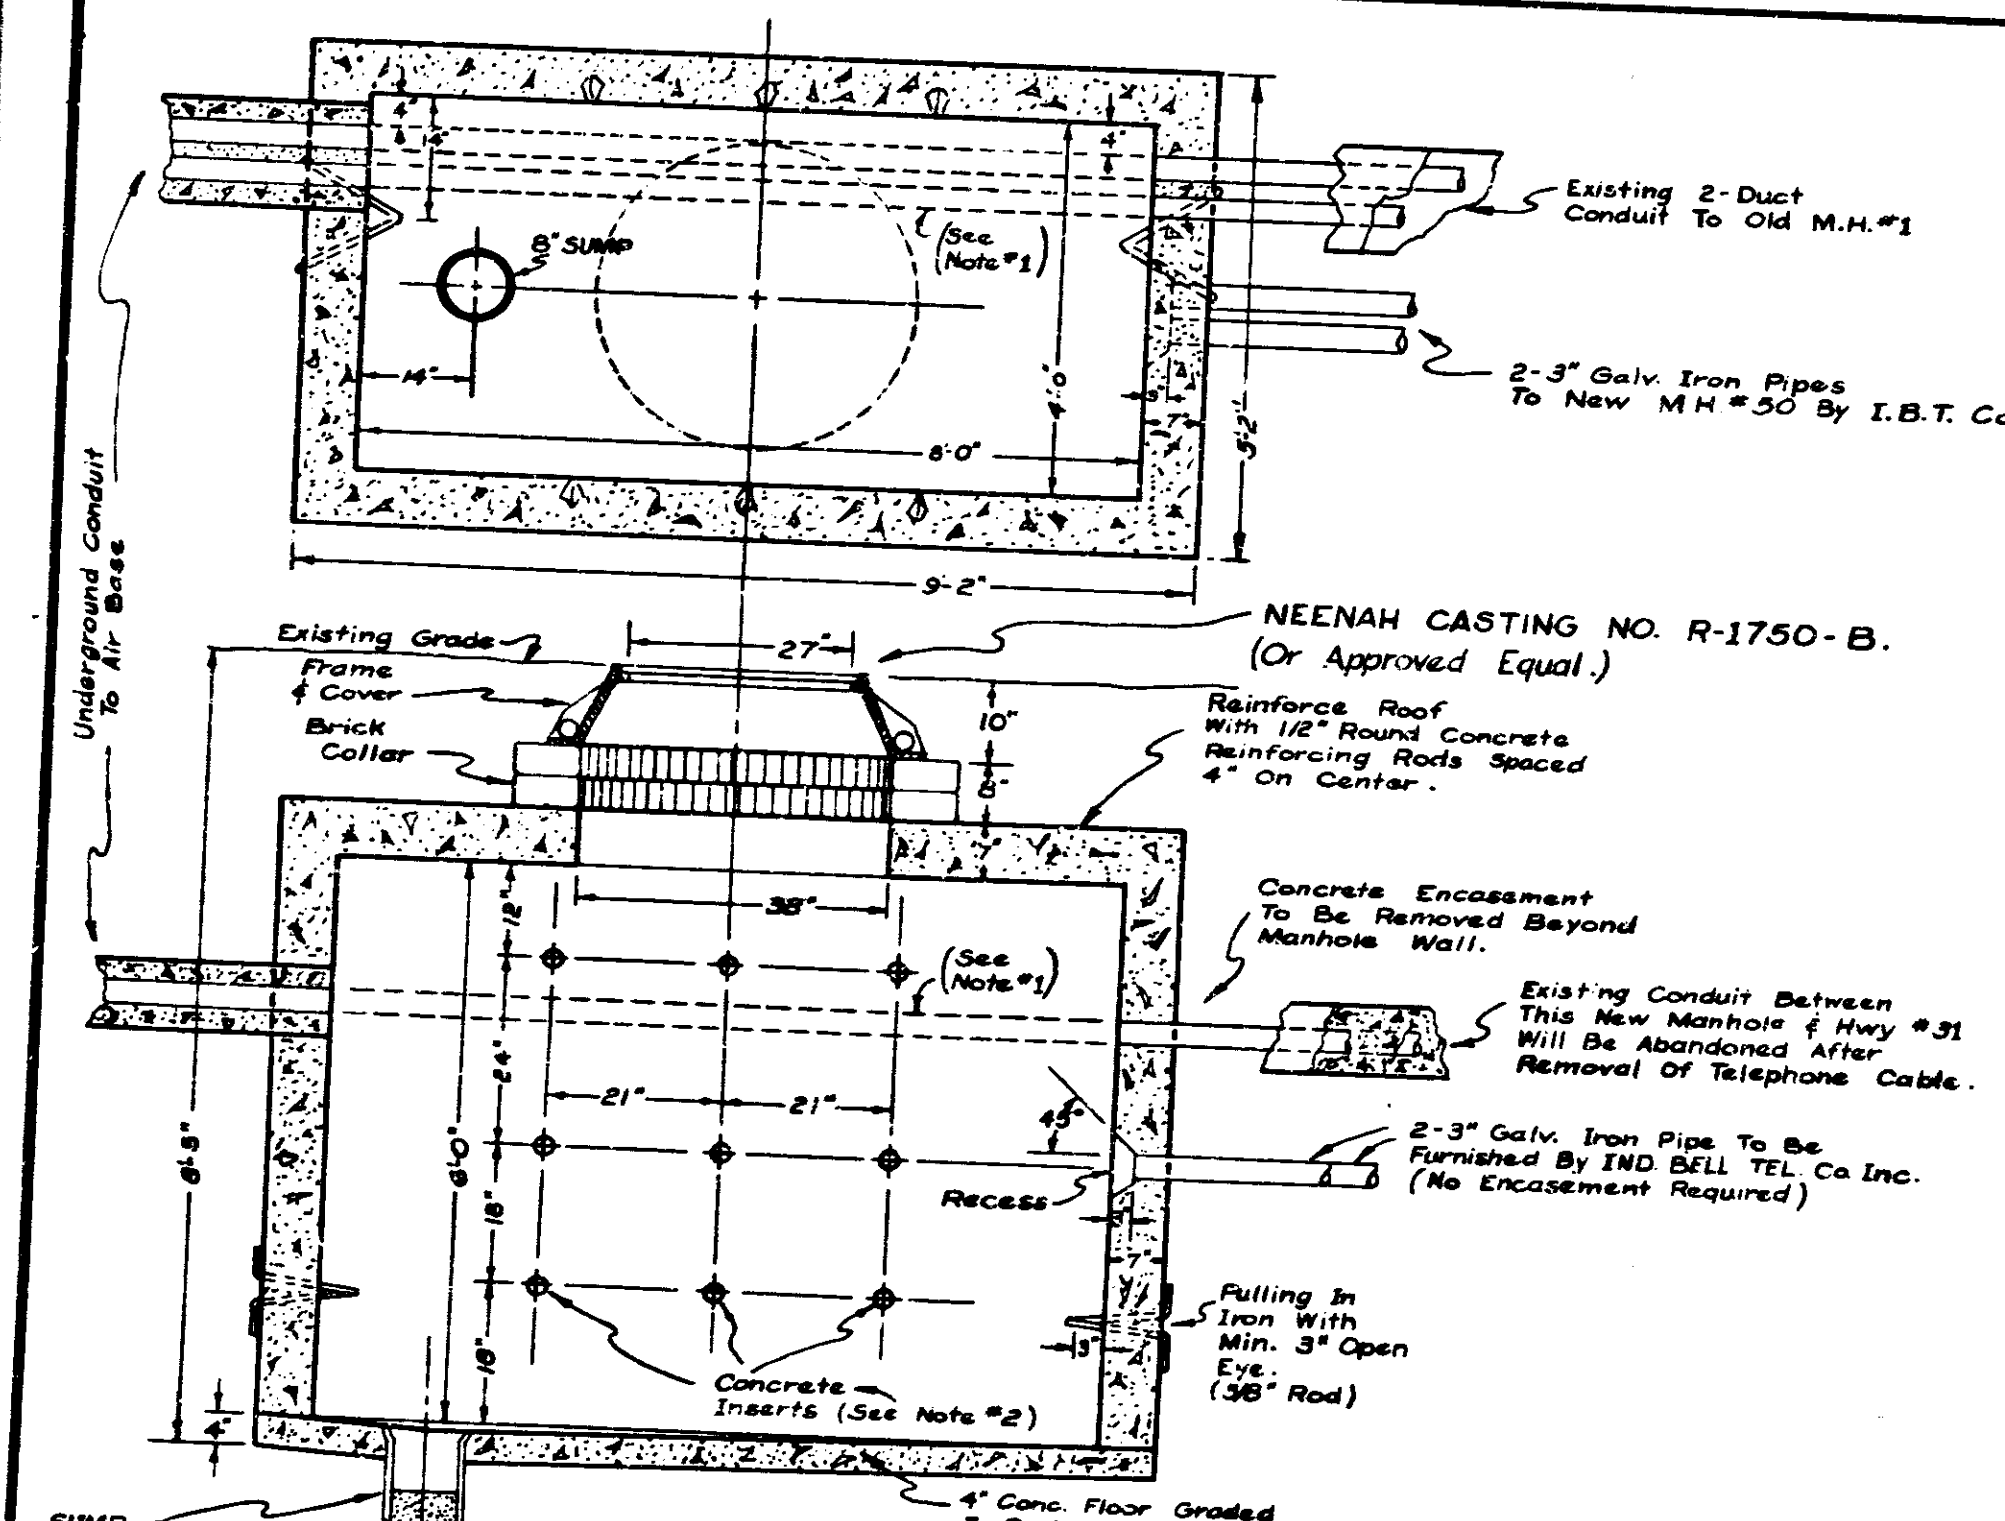 4"
14"
4"
8" SUMP
(See
Note #1)
Existing 2-Duct
Conduit To Old M.H.#1
14"
4'-0"
3"
7"
5'-2"
8'-0"
2-3" Galv. Iron Pipes
To New M H #50 By I.B.T. Co
9'-2"
Underground Conduit
To Air Base
Existing Grade
27"
NEENAH CASTING NO. R-1750-B.
(Or Approved Equal.)
Frame
& Cover
Brick
Collar
10"
8"
7"
Reinforce Roof
With 1/2" Round Concrete
Reinforcing Rods Spaced
4" On Center.
12"
38"
Concrete Encasement
To Be Removed Beyond
Manhole Wall.
(See
Note #1)
Existing Conduit Between
This New Manhole & Hwy #31
Will Be Abandoned After
Removal Of Telephone Cable.
24"
21"
21"
45°
2-3" Galv. Iron Pipe To Be
Furnished By IND. BELL TEL. Co Inc.
(No Encasement Required)
Recess
7"
18"
Pulling In
Iron With
Min. 3" Open
Eye.
(5/8" Rod)
3"
18"
Concrete
Inserts (See Note #2)
4"
SUMP
4" Conc. Floor Graded